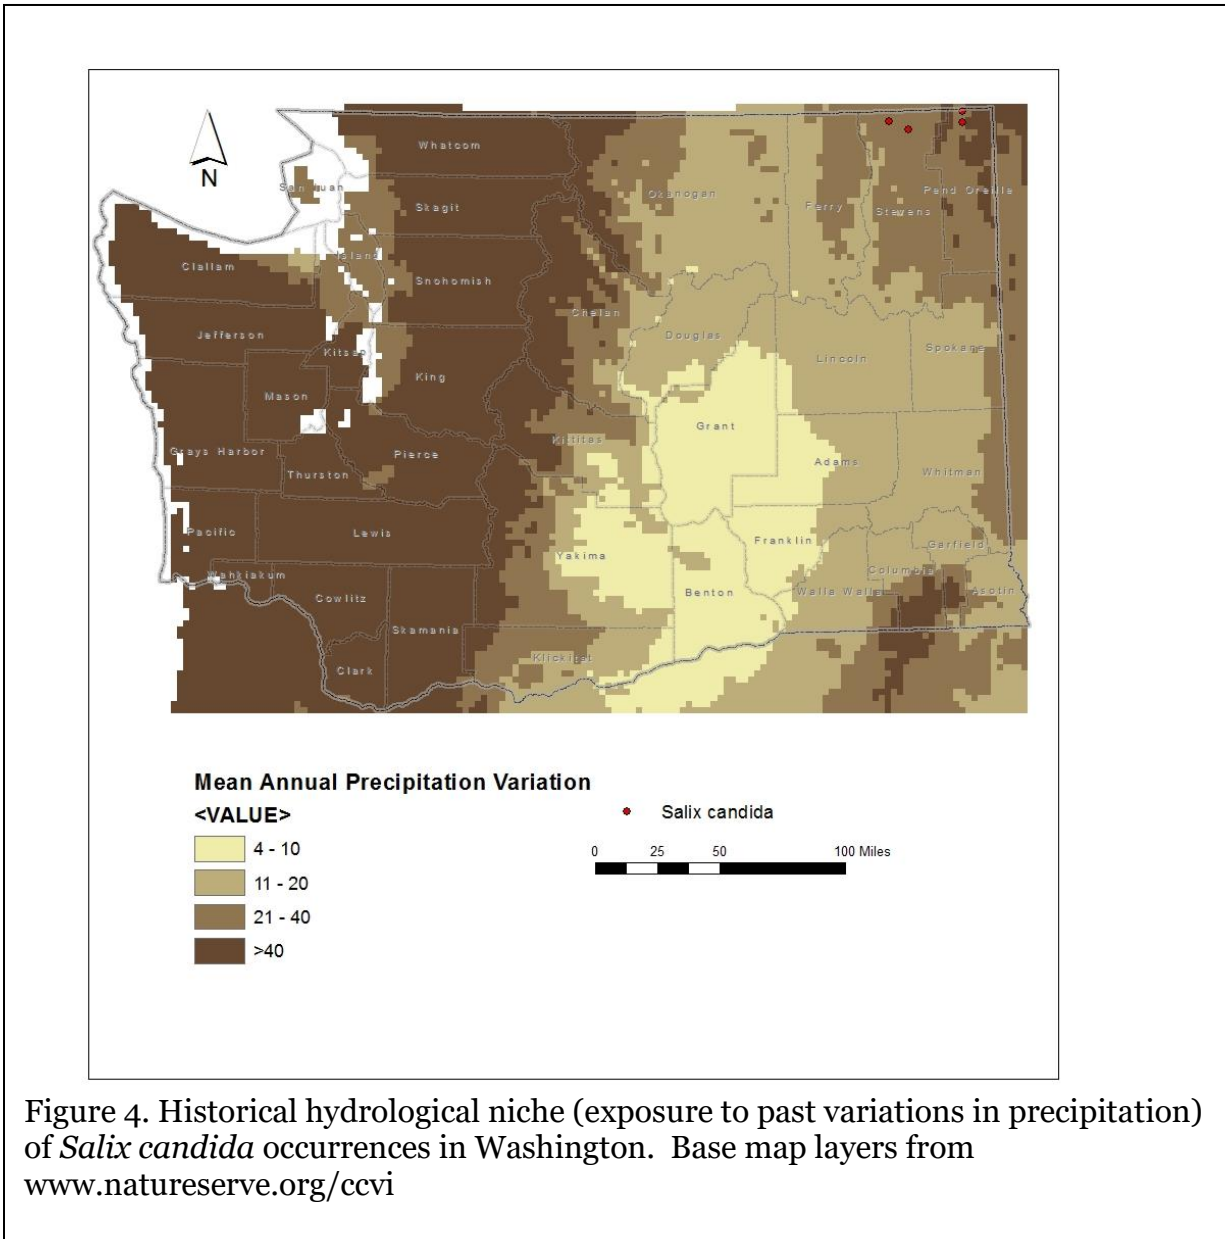 N
Whatcom
San Juan
Skagit
Okanogan
Ferry
Stevens
Pend Oreille
Island
Clallam
Snohomish
Chelan
Jefferson
Kitsap
Douglas
Lincoln
Spokane
King
Mason
Grant
Kittitas
Grays Harbor
Pierce
Thurston
Adams
Whitman
Pacific
Lewis
Yakima
Franklin
Garfield
Wahkiakum
Columbia
Cowlitz
Benton
Walla Walla
Asotin
Skamania
Klickitat
Clark
Mean Annual Precipitation Variation
<VALUE>
4 - 10
11 - 20
21 - 40
>40
Salix candida
0 25 50 100 Miles
Figure 4. Historical hydrological niche (exposure to past variations in precipitation)
of Salix candida occurrences in Washington. Base map layers from
www.natureserve.org/ccvi